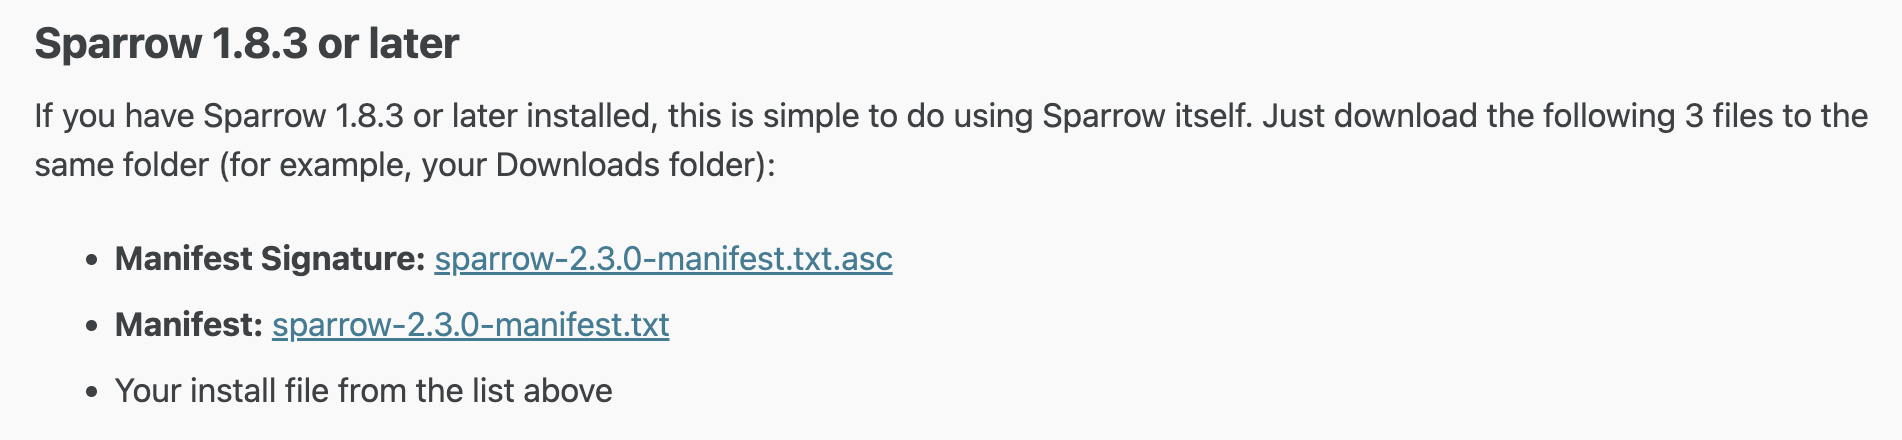 Sparrow 1.8.3 or later
If you have Sparrow 1.8.3 or later installed, this is simple to do using Sparrow itself. Just download the following 3 files to the
same folder (for example, your Downloads folder):
• Manifest Signature: sparrow-2.3.0-manifest.txt.asc
• Manifest: sparrow-2.3.0-manifest.txt
• Your install file from the list above